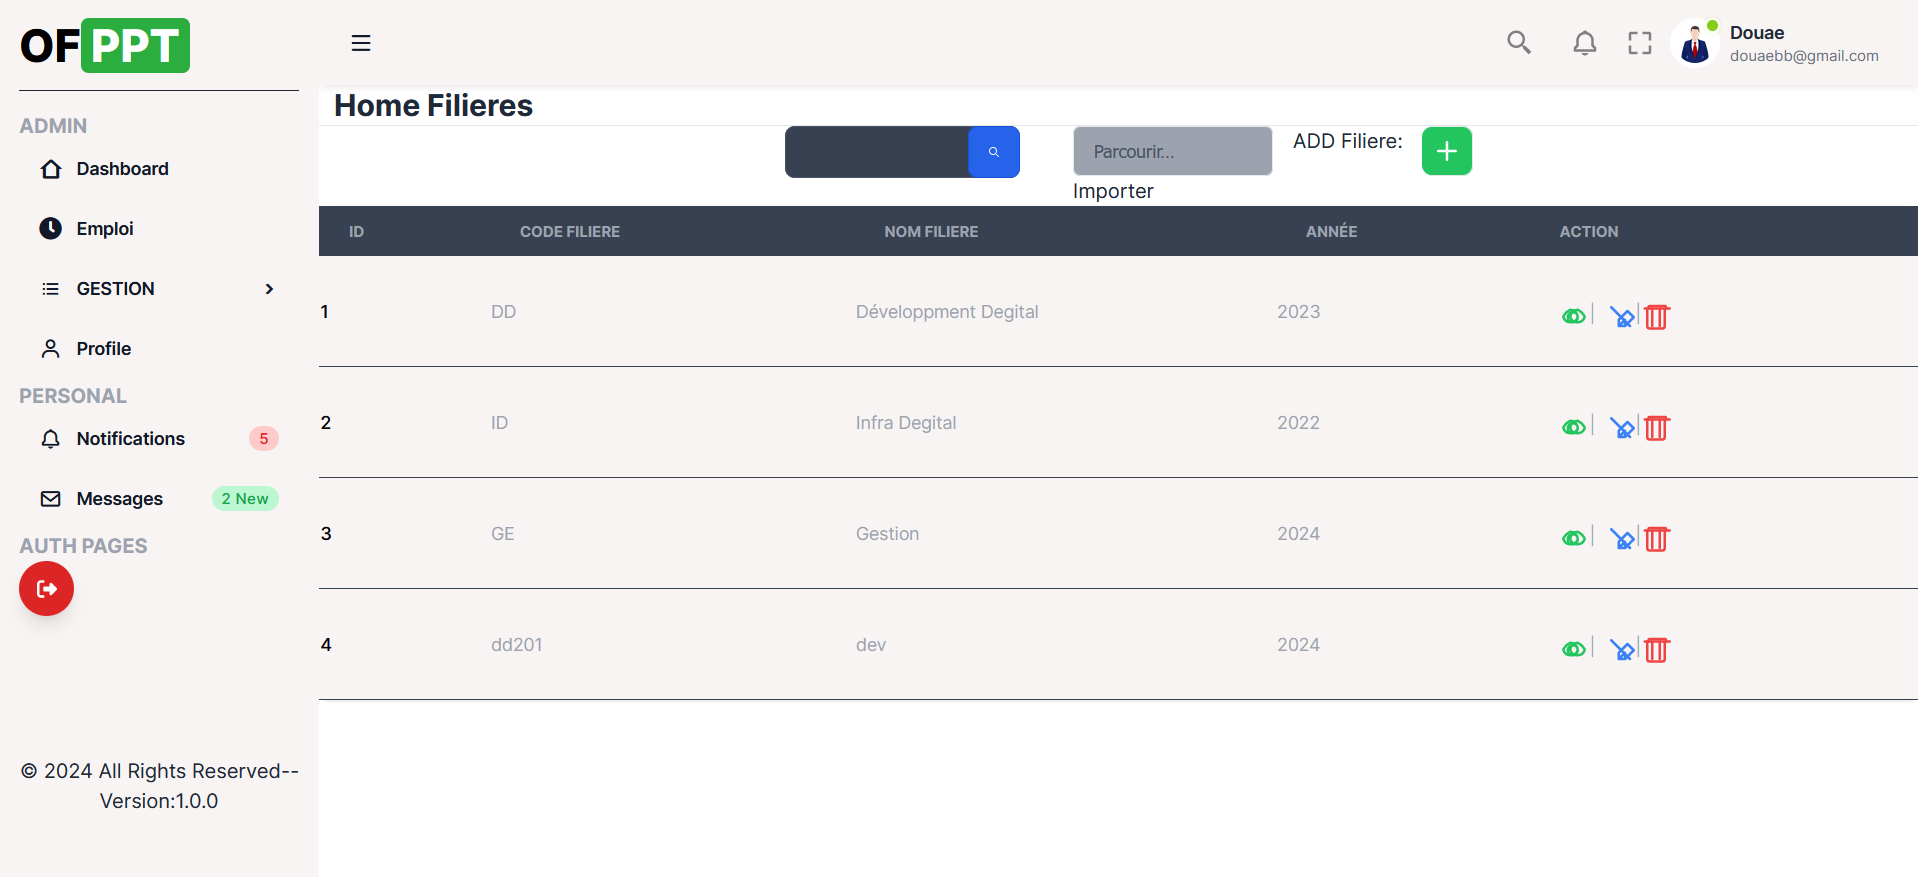 OFPPT
ADMIN
Dashboard
Emploi
GESTION
Profile
PERSONAL
Notifications 5
Messages 2 New
AUTH PAGES
© 2024 All Rights Reserved--
Version:1.0.0
Douae
douaebb@gmail.com
Home Filieres
Parcourir... ADD Filiere:
Importer
ID CODE FILIERE NOM FILIERE ANNÉE ACTION
1 DD Développment Degital 2023
2 ID Infra Degital 2022
3 GE Gestion 2024
4 dd201 dev 2024